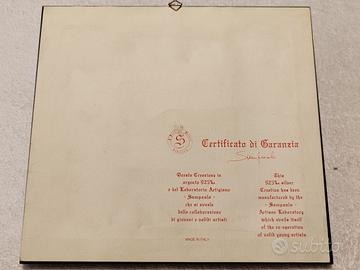 S
Certificato di Garanzia
Sampaolo
Questa Creazione in
argento 925‰
è del Laboratorio Artigiano
- Sampaolo -
che si avvale
della collaborazione
di giovani e validi artisti
This
925‰ silver
Creation has been
manufactured by the
- Sampaolo -
Artisan Laboratory
which avails itself
of the co-operation
of valid young artists.
MADE IN ITALY
subito